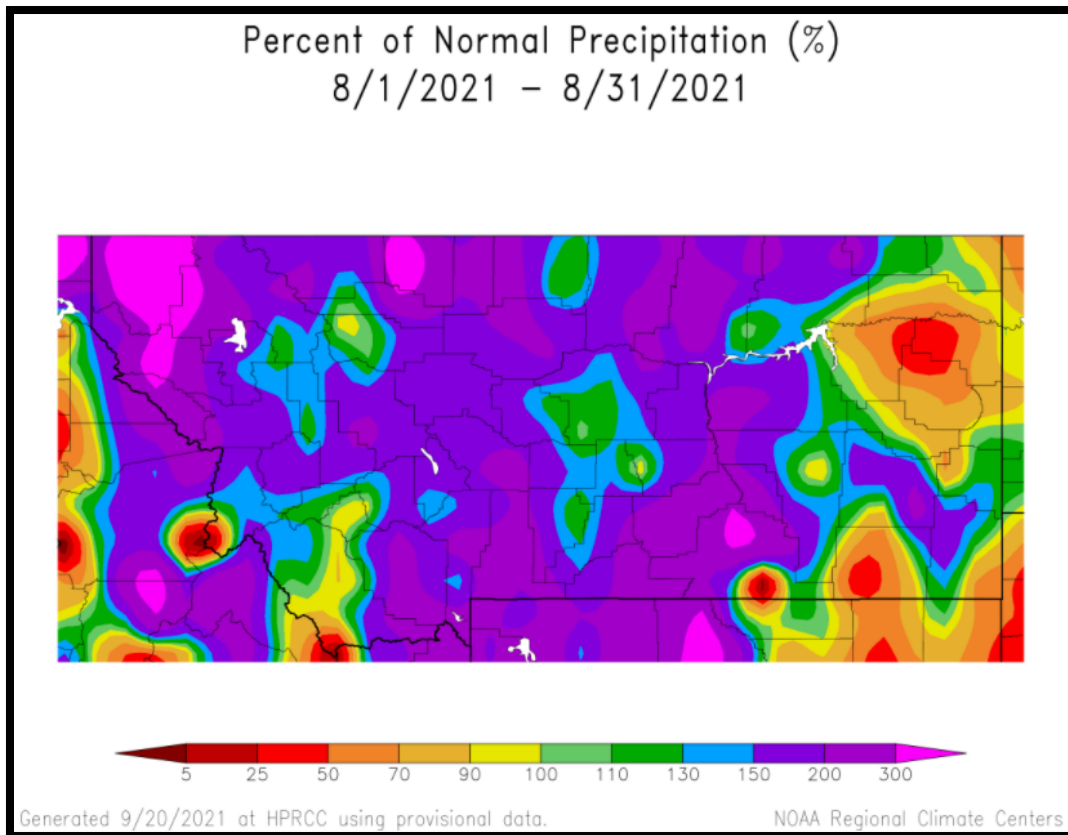 Percent of Normal Precipitation (%)
8/1/2021 – 8/31/2021
5 25 50 70 90 100 110 130 150 200 300
Generated 9/20/2021 at HPRCC using provisional data.
NOAA Regional Climate Centers